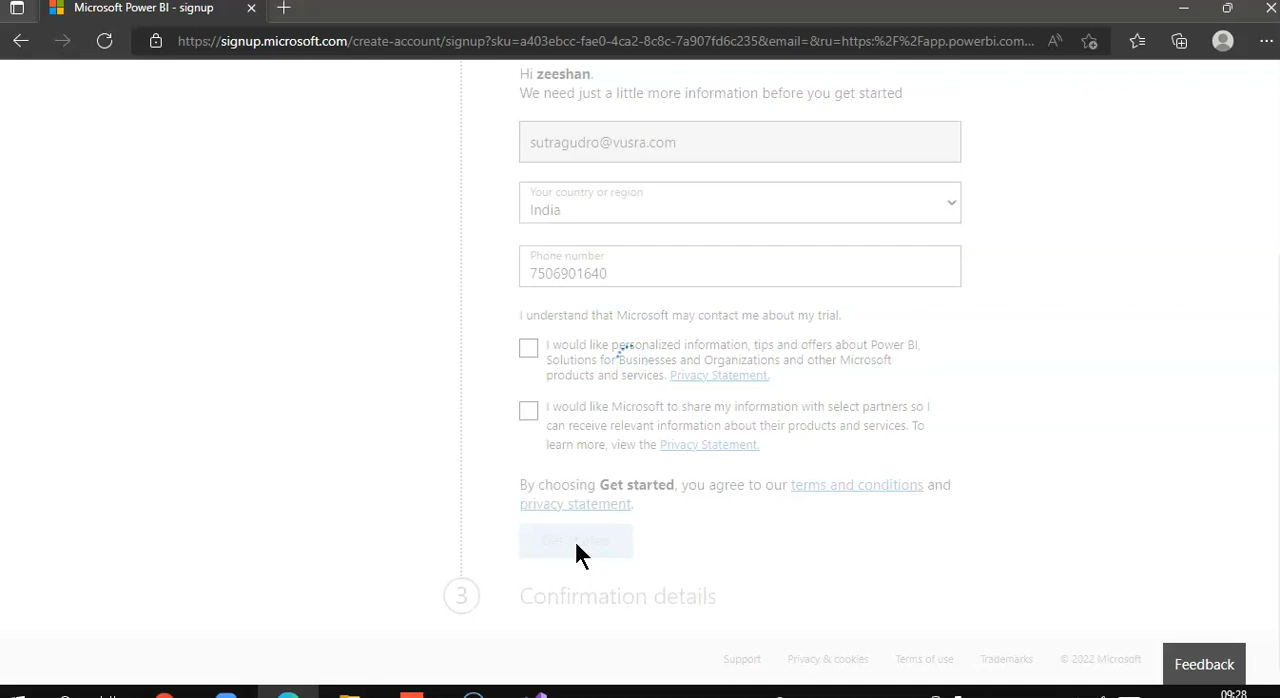 Microsoft Power BI - signup
https://signup.microsoft.com/create-account/signup?sku=a403ebcc-fae0-4ca2-8c8c-7a907fd6c235&email=&ru=https:%2F%2Fapp.powerbi.com...
Hi zeeshan.
We need just a little more information before you get started
sutragudro@vusra.com
Your country or region
India
Phone number
7506901640
I understand that Microsoft may contact me about my trial.
I would like personalized information, tips and offers about Power BI,
Solutions for Businesses and Organizations and other Microsoft
products and services. Privacy Statement.
I would like Microsoft to share my information with select partners so I
can receive relevant information about their products and services. To
learn more, view the Privacy Statement.
By choosing Get started, you agree to our terms and conditions and
privacy statement.
3 Confirmation details
Support Privacy & cookies Terms of use Trademarks © 2022 Microsoft
Feedback
09:28